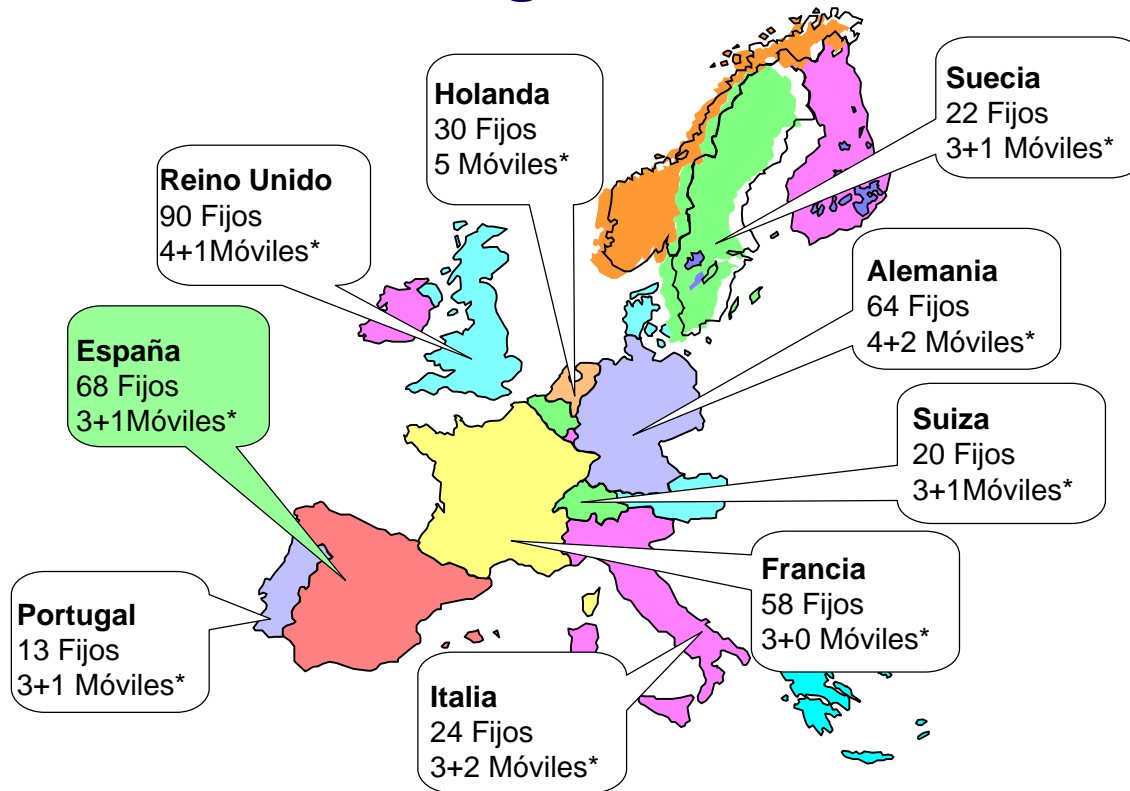 Holanda
30 Fijos
5 Móviles*
Suecia
22 Fijos
3+1 Móviles*
Reino Unido
90 Fijos
4+1Móviles*
Alemania
64 Fijos
4+2 Móviles*
España
68 Fijos
3+1Móviles*
Suiza
20 Fijos
3+1Móviles*
Francia
58 Fijos
3+0 Móviles*
Portugal
13 Fijos
3+1 Móviles*
Italia
24 Fijos
3+2 Móviles*